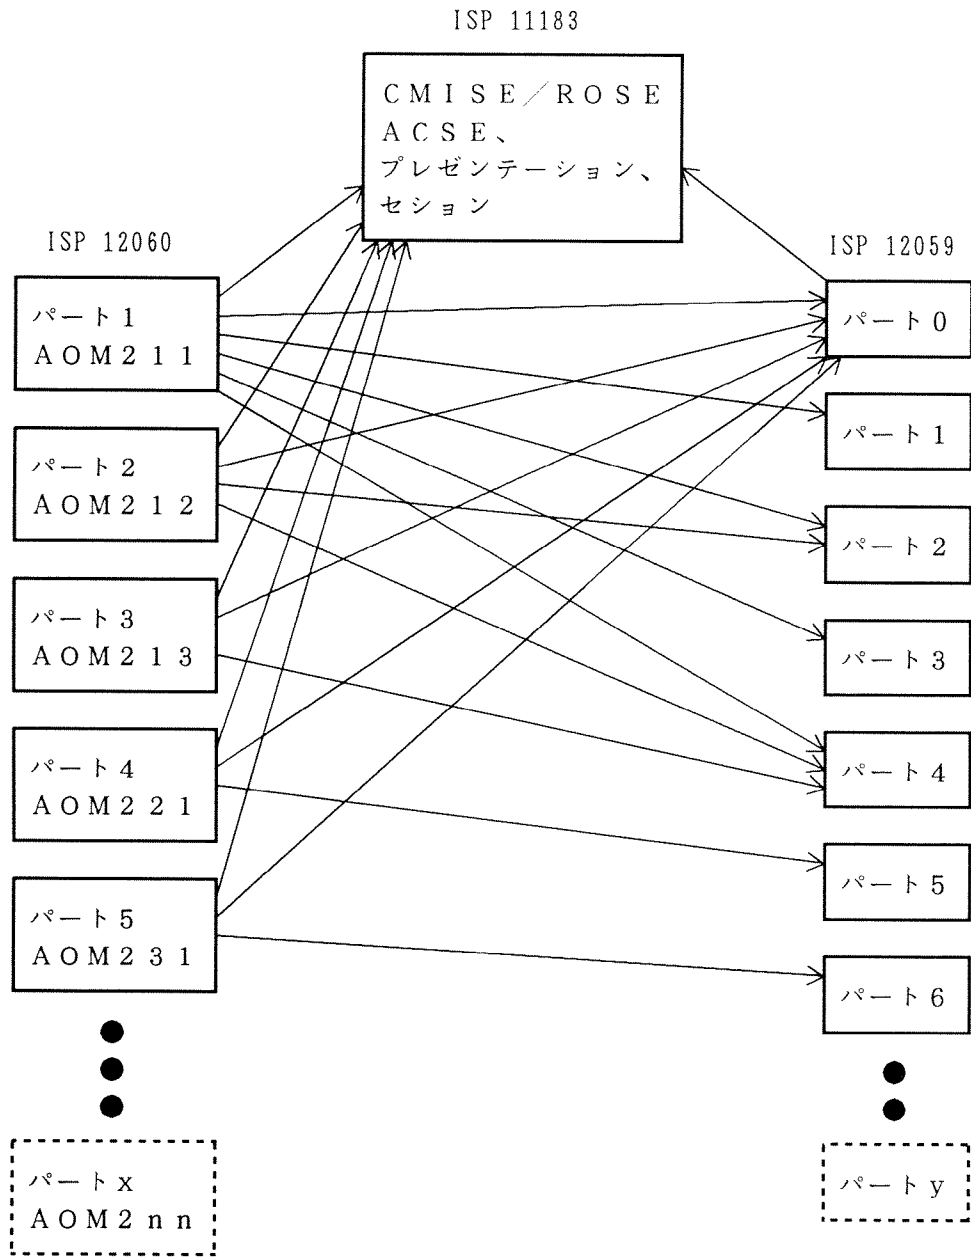 ISP 11183
CMISE/ROSE
ACSE、
プレゼンテーション、
セション
ISP 12060
パート1
AOM211
パート2
AOM212
パート3
AOM213
パート4
AOM221
パート5
AOM231
パートx
AOM2nn
ISP 12059
パート0
パート1
パート2
パート3
パート4
パート5
パート6
パートy